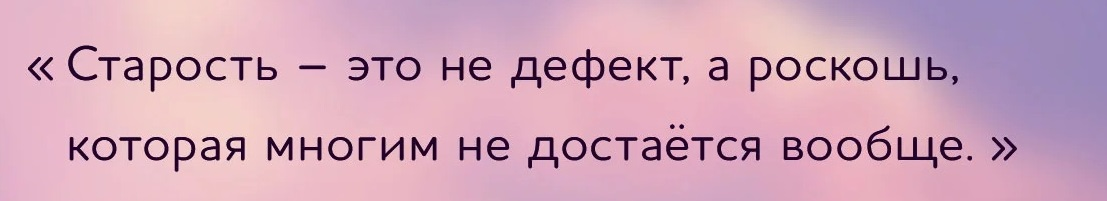 « Старость – это не дефект, а роскошь,
которая многим не достаётся вообще. »